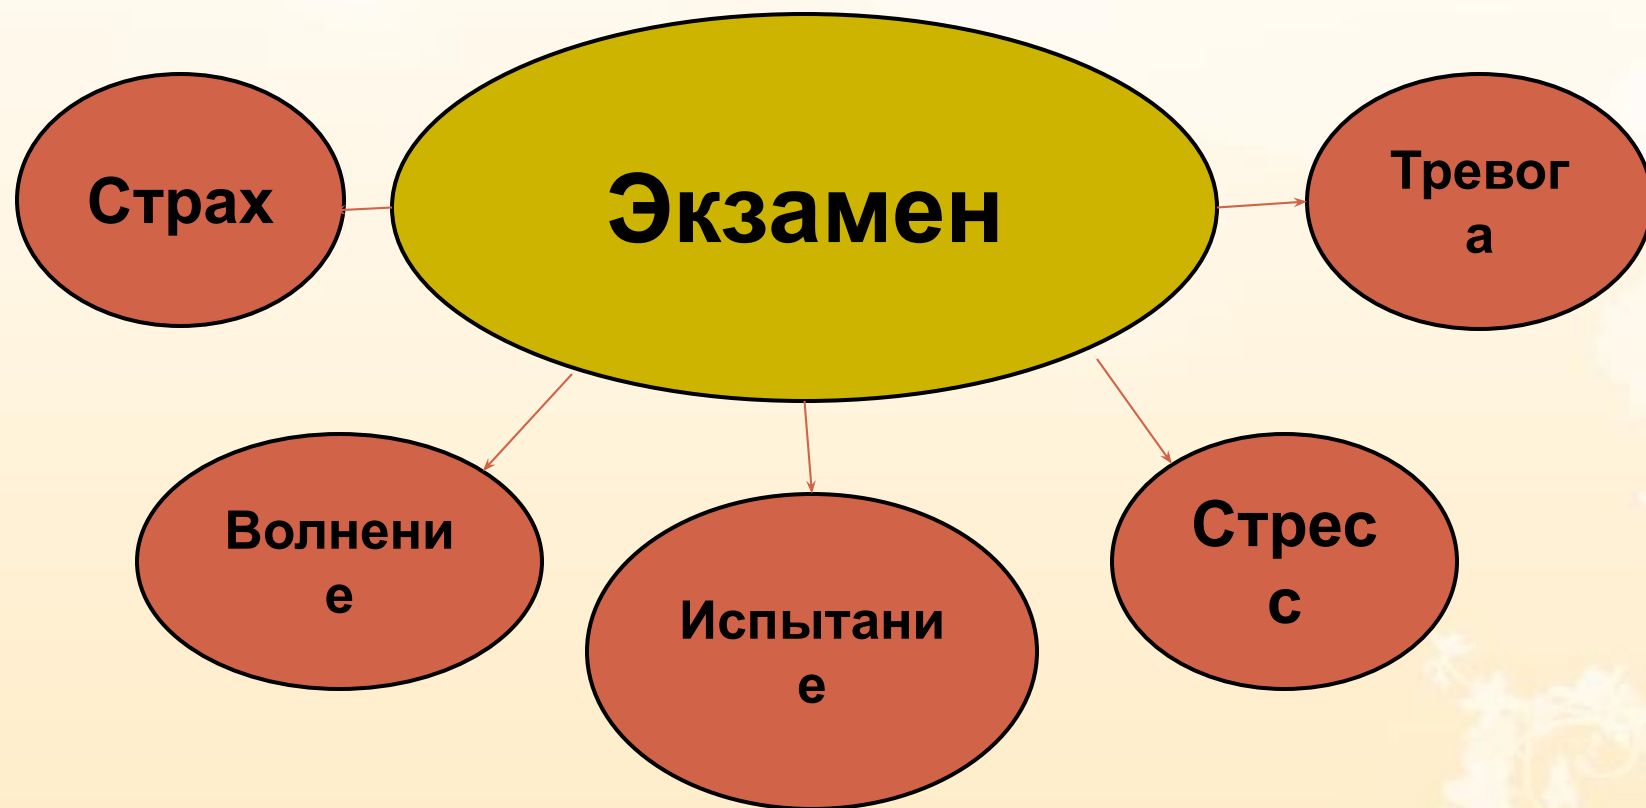 Экзамен
Страх
Тревог
а
Волнени
е
Испытани
е
Стрес
с